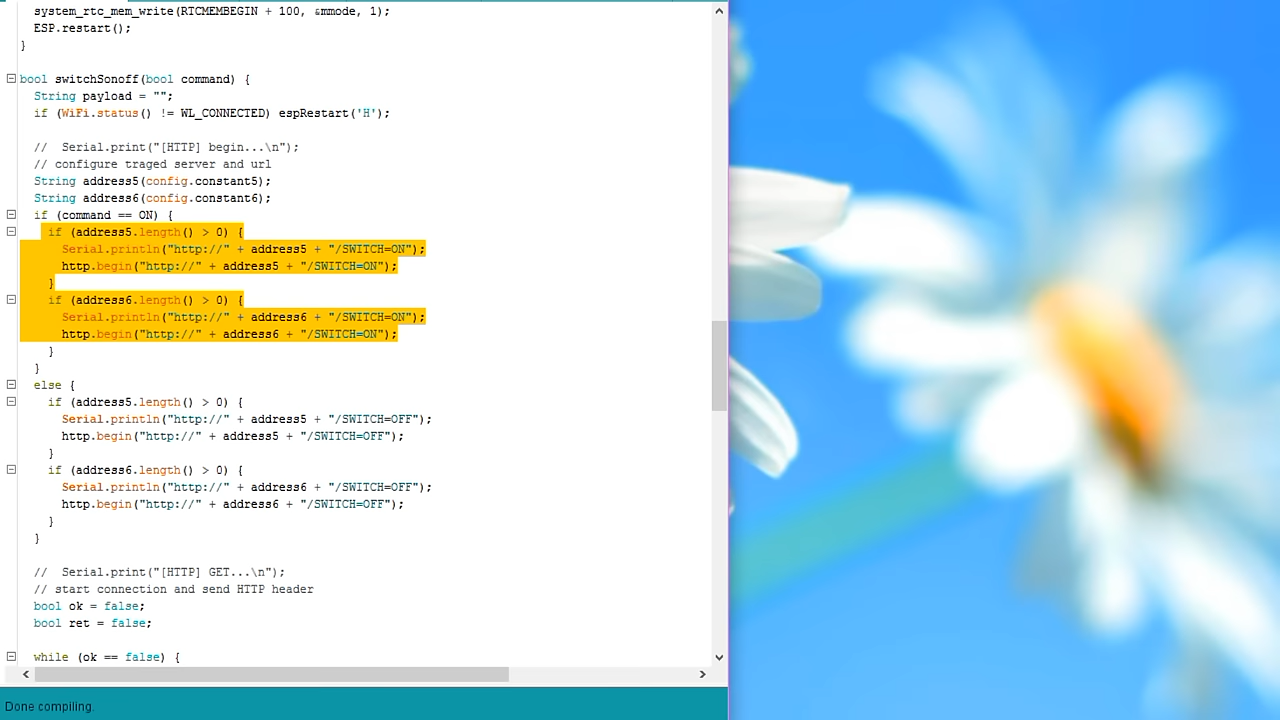 system_rtc_mem_write(RTCMEMBEGIN + 100, &mmode, 1);
ESP.restart();
}
bool switchSonoff(bool command) {
String payload = "";
if (WiFi.status() != WL_CONNECTED) espRestart('H');
//  Serial.print("[HTTP] begin...\n");
// configure traged server and url
String address5(config.constant5);
String address6(config.constant6);
if (command == ON) {
if (address5.length() > 0) {
Serial.println("http://" + address5 + "/SWITCH=ON");
http.begin("http://" + address5 + "/SWITCH=ON");
}
if (address6.length() > 0) {
Serial.println("http://" + address6 + "/SWITCH=ON");
http.begin("http://" + address6 + "/SWITCH=ON");
}
}
else {
if (address5.length() > 0) {
Serial.println("http://" + address5 + "/SWITCH=OFF");
http.begin("http://" + address5 + "/SWITCH=OFF");
}
if (address6.length() > 0) {
Serial.println("http://" + address6 + "/SWITCH=OFF");
http.begin("http://" + address6 + "/SWITCH=OFF");
}
}
//  Serial.print("[HTTP] GET...\n");
// start connection and send HTTP header
bool ok = false;
bool ret = false;
while (ok == false) {
Done compiling.